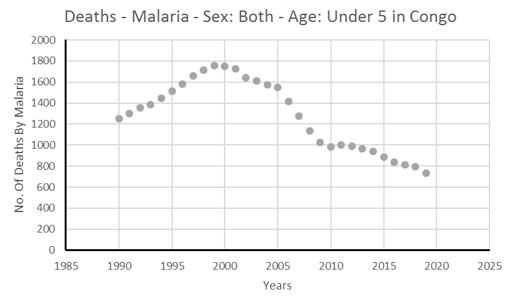 Deaths - Malaria - Sex: Both - Age: Under 5 in Congo
No. Of Deaths By Malaria
2000
1800
1600
1400
1200
1000
800
600
400
200
0
1985 1990 1995 2000 2005 2010 2015 2020 2025
Years